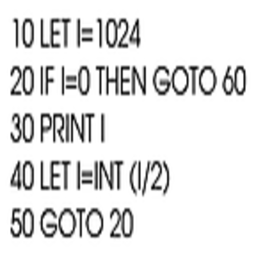 10 LET I=1024
20 IF I=0 THEN GOTO 60
30 PRINT I
40 LET I=INT (I/2)
50 GOTO 20